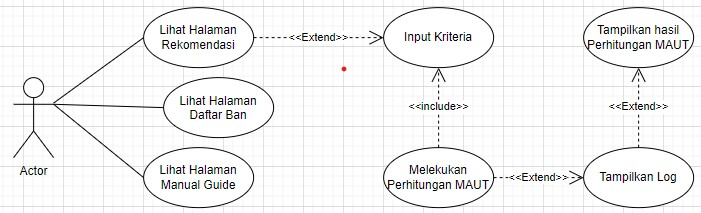 Lihat Halaman
Rekomendasi
<<Extend>>
Input Kriteria
Tampilkan hasil
Perhitungan MAUT
Lihat Halaman
Daftar Ban
<<include>>
<<Extend>>
Actor
Lihat Halaman
Manual Guide
Melekukan
Perhitungan MAUT
<<Extend>>
Tampilkan Log